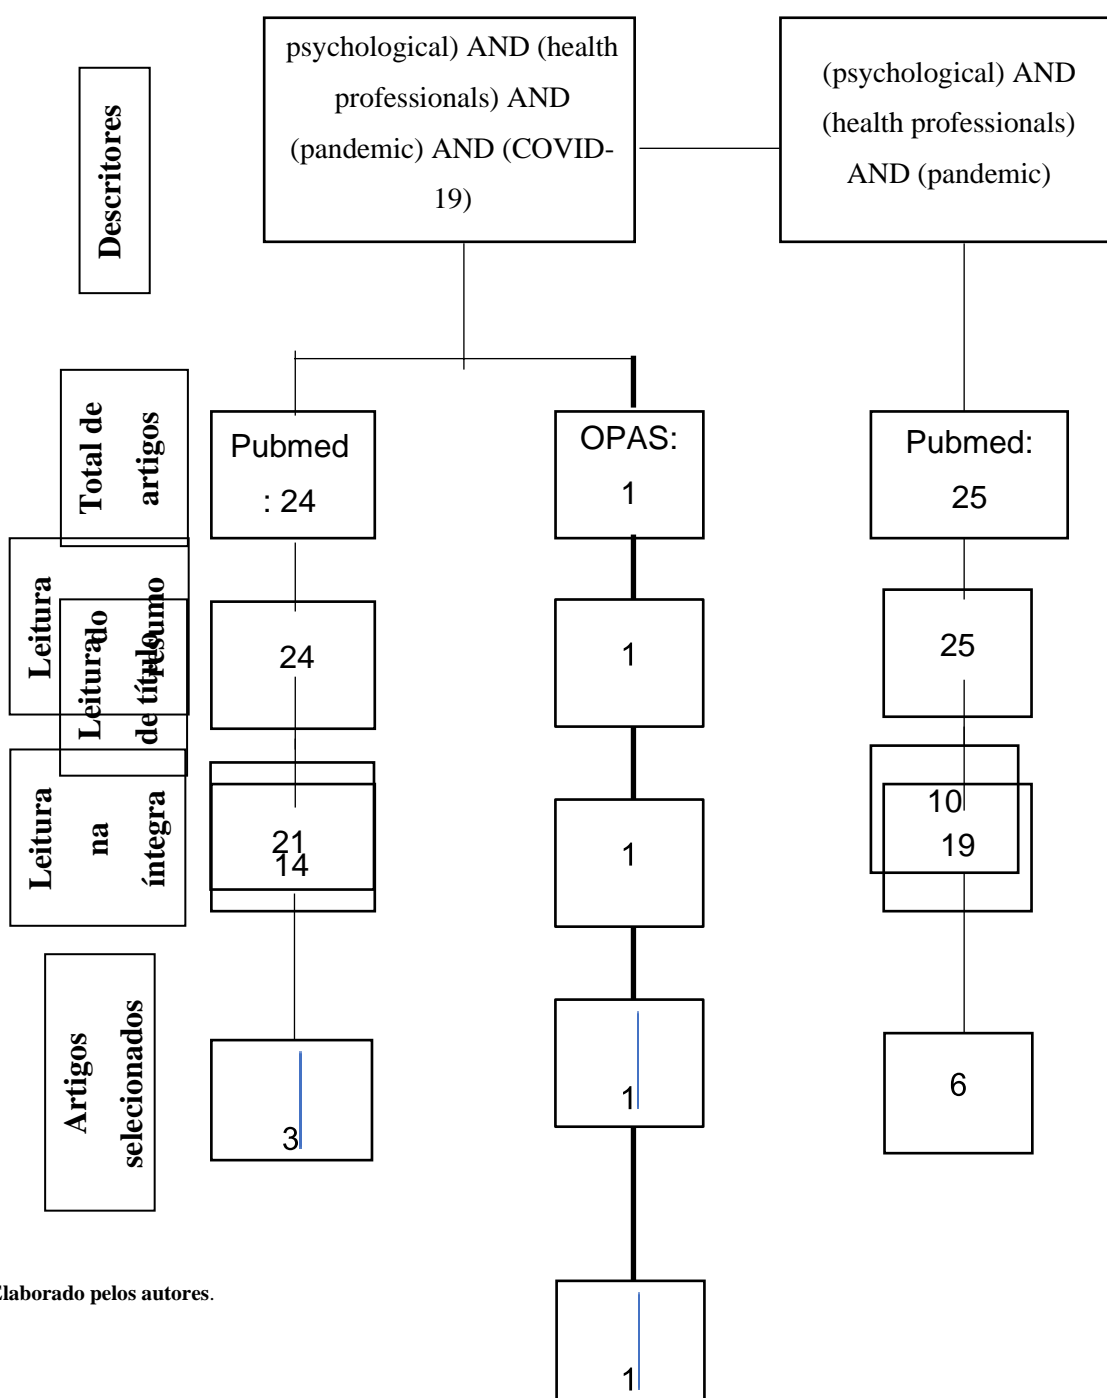 psychological) AND (health
professionals) AND
(pandemic) AND (COVID-
19)
(psychological) AND
(health professionals)
AND (pandemic)
Descritores
Total de
artigos
Pubmed
: 24
OPAS:
1
Pubmed:
25
Leitura
do
resumo
Leitura
de título
24
1
25
Leitura
na
íntegra
21
14
1
10
19
Artigos
selecionados
3
1
6
Elaborado pelos autores.
1